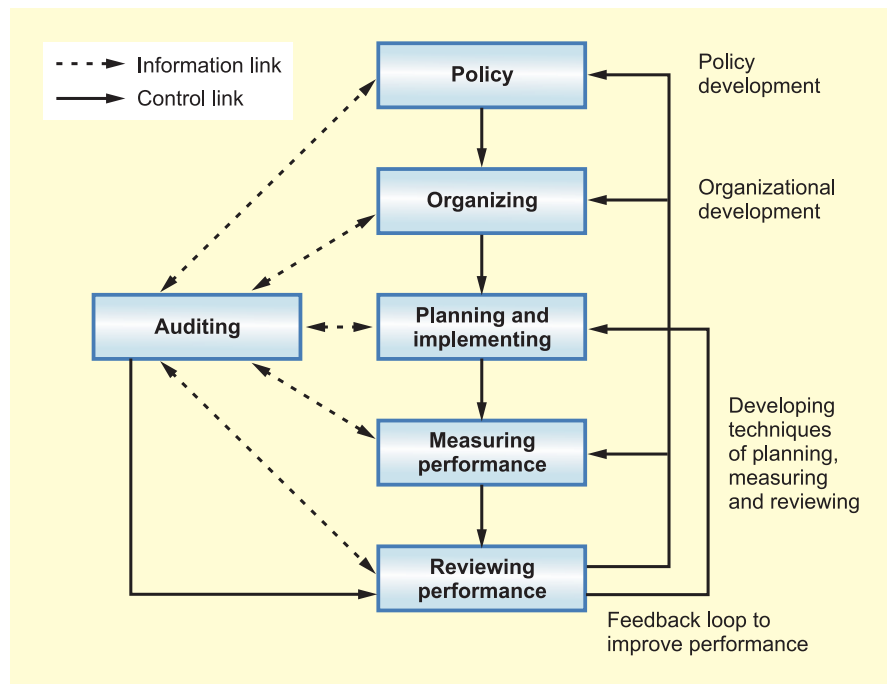 Information link
Control link
Policy
Policy
development
Organizing
Organizational
development
Auditing
Planning and
implementing
Measuring
performance
Developing
techniques
of planning,
measuring
and reviewing
Reviewing
performance
Feedback loop to
improve performance